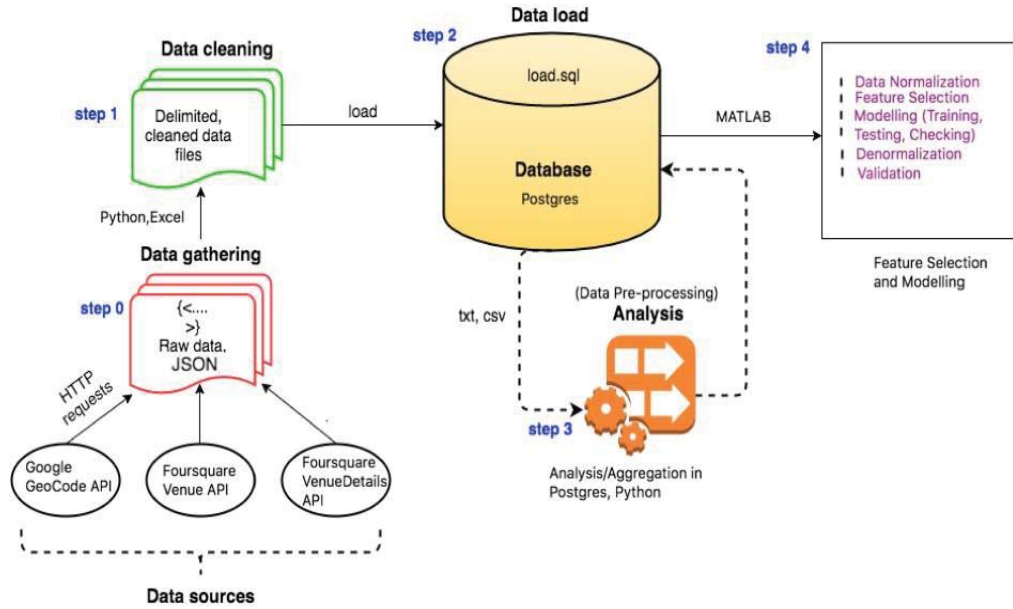 Data load
step 2
step 4
Data cleaning
load.sql
Data Normalization
Feature Selection
Modelling (Training,
Testing, Checking)
Denormalization
Validation
step 1
Delimited,
cleaned data
files
load
MATLAB
Database
Postgres
Python,Excel
Data gathering
Feature Selection
and Modelling
step 0
{<....
>}
Raw data,
JSON
txt, csv
(Data Pre-processing)
Analysis
HTTP
requests
step 3
Google
GeoCode API
Foursquare
Venue API
Foursquare
VenueDetails
API
Analysis/Aggregation in
Postgres, Python
Data sources